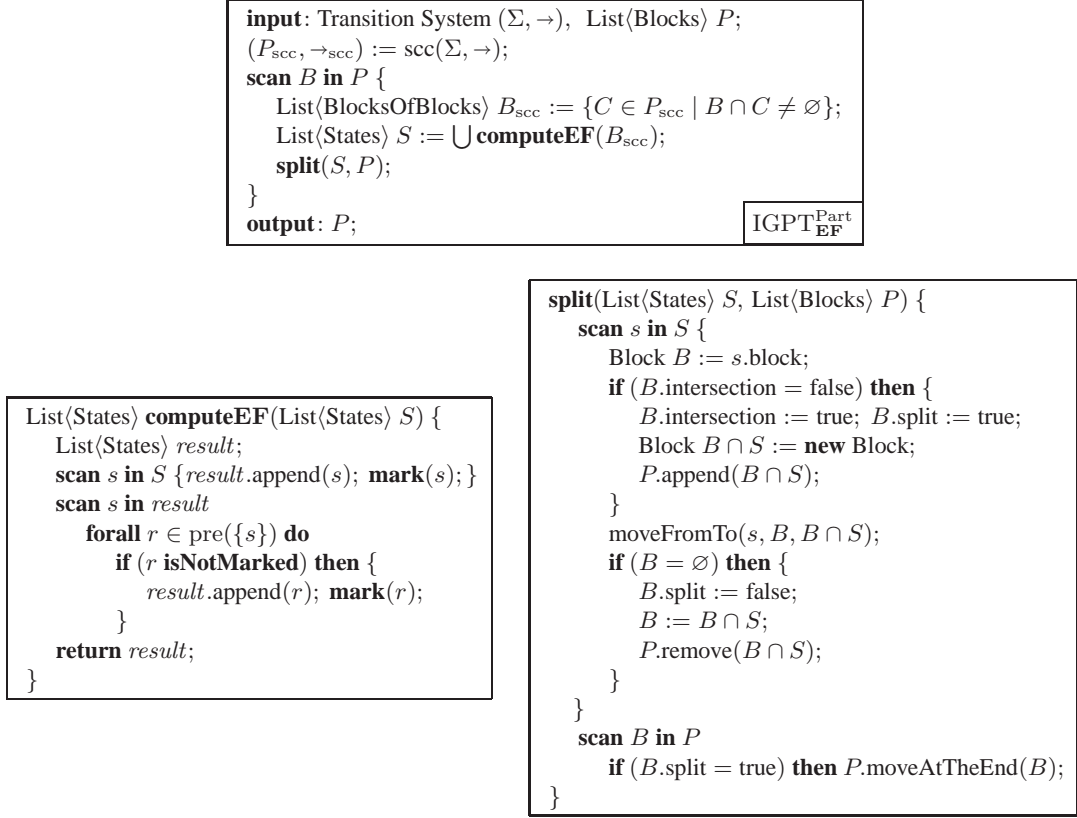 input: Transition System (Σ, →), List⟨Blocks⟩ P;
(P_scc, →_scc) := scc(Σ, →);
scan B in P {
List⟨BlocksOfBlocks⟩ B_scc := {C ∈ P_scc | B ∩ C ≠ ∅};
List⟨States⟩ S := ⋃ computeEF(B_scc);
split(S, P);
}
output: P;
IGPT^Part_EF
List⟨States⟩ computeEF(List⟨States⟩ S) {
List⟨States⟩ result;
scan s in S {result.append(s); mark(s);}
scan s in result
forall r ∈ pre({s}) do
if (r isNotMarked) then {
result.append(r); mark(r);
}
return result;
}
split(List⟨States⟩ S, List⟨Blocks⟩ P) {
scan s in S {
Block B := s.block;
if (B.intersection = false) then {
B.intersection := true; B.split := true;
Block B ∩ S := new Block;
P.append(B ∩ S);
}
moveFromTo(s, B, B ∩ S);
if (B = ∅) then {
B.split := false;
B := B ∩ S;
P.remove(B ∩ S);
}
}
scan B in P
if (B.split = true) then P.moveAtTheEnd(B);
}